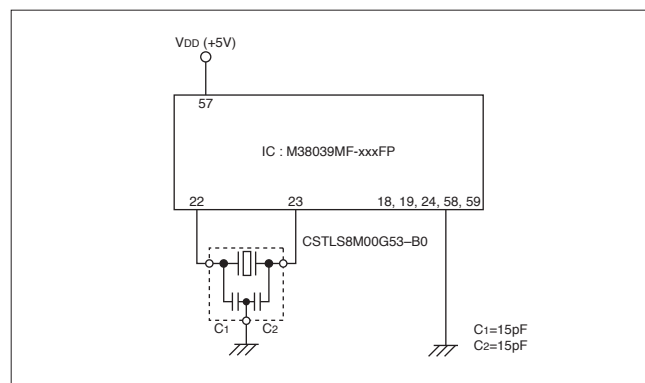 VDD (+5V)
57
IC : M38039MF-xxxFP
22
23
18, 19, 24, 58, 59
CSTLS8M00G53–B0
C1
C2
C1=15pF
C2=15pF